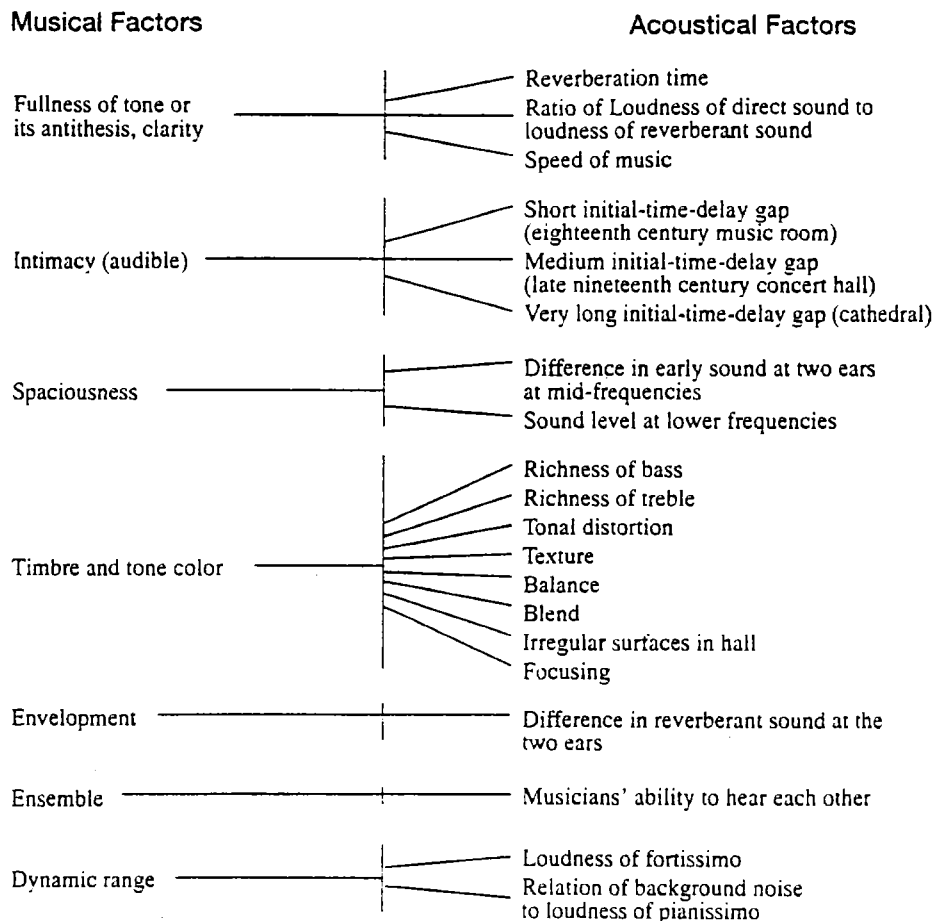 Musical Factors
Acoustical Factors
Fullness of tone or
its antithesis, clarity
Reverberation time
Ratio of Loudness of direct sound to
loudness of reverberant sound
Speed of music
Intimacy (audible)
Short initial-time-delay gap
(eighteenth century music room)
Medium initial-time-delay gap
(late nineteenth century concert hall)
Very long initial-time-delay gap (cathedral)
Spaciousness
Difference in early sound at two ears
at mid-frequencies
Sound level at lower frequencies
Timbre and tone color
Richness of bass
Richness of treble
Tonal distortion
Texture
Balance
Blend
Irregular surfaces in hall
Focusing
Envelopment
Difference in reverberant sound at the
two ears
Ensemble
Musicians' ability to hear each other
Dynamic range
Loudness of fortissimo
Relation of background noise
to loudness of pianissimo